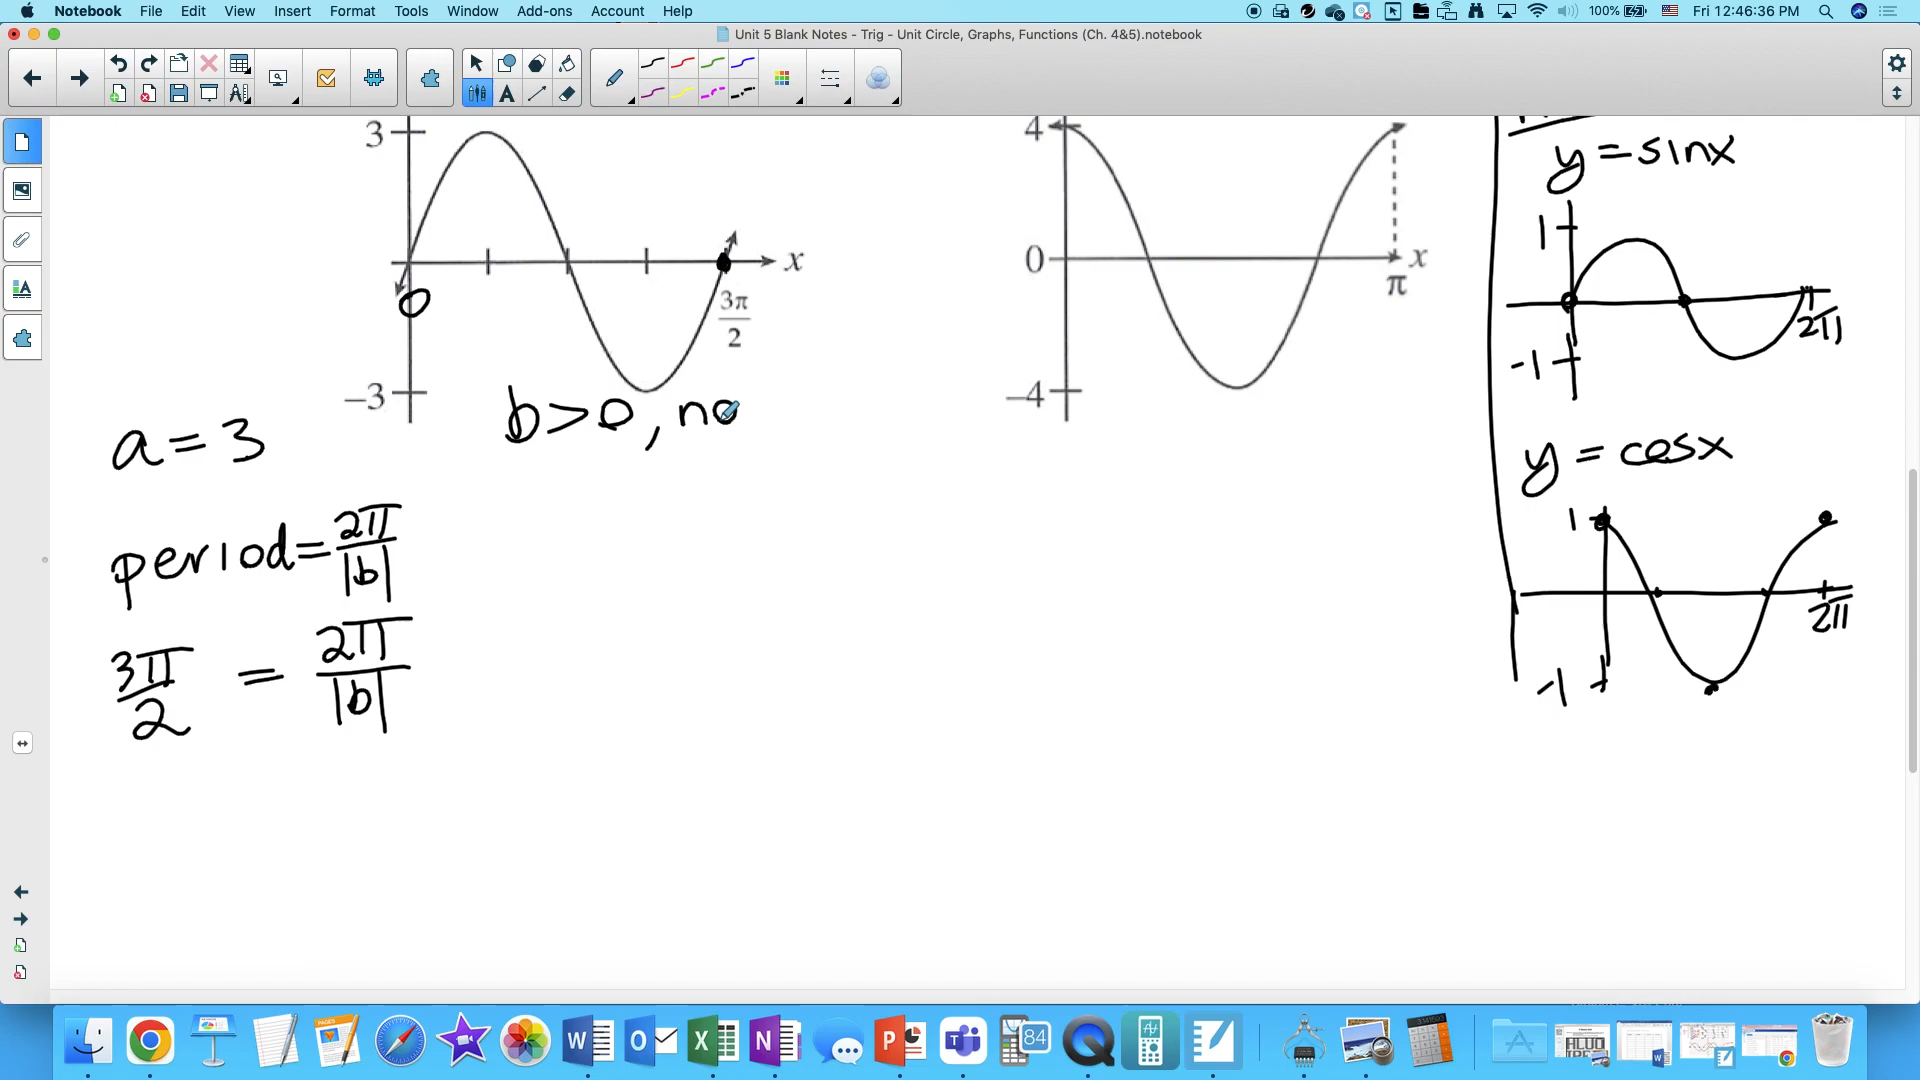 Notebook File Edit View Insert Format Tools Window Add-ons Account Help 100% Fri 12:46:36 PM
Unit 5 Blank Notes - Trig - Unit Circle, Graphs, Functions (Ch. 4&5).notebook
3
x
0
3π/2
-3
a = 3
b > 0, no
period = 2π/|b|
3π/2 = 2π/|b|
4
0
x
π
-4
y = sinx
1
-1
2π
y = cosx
1
-1
2π